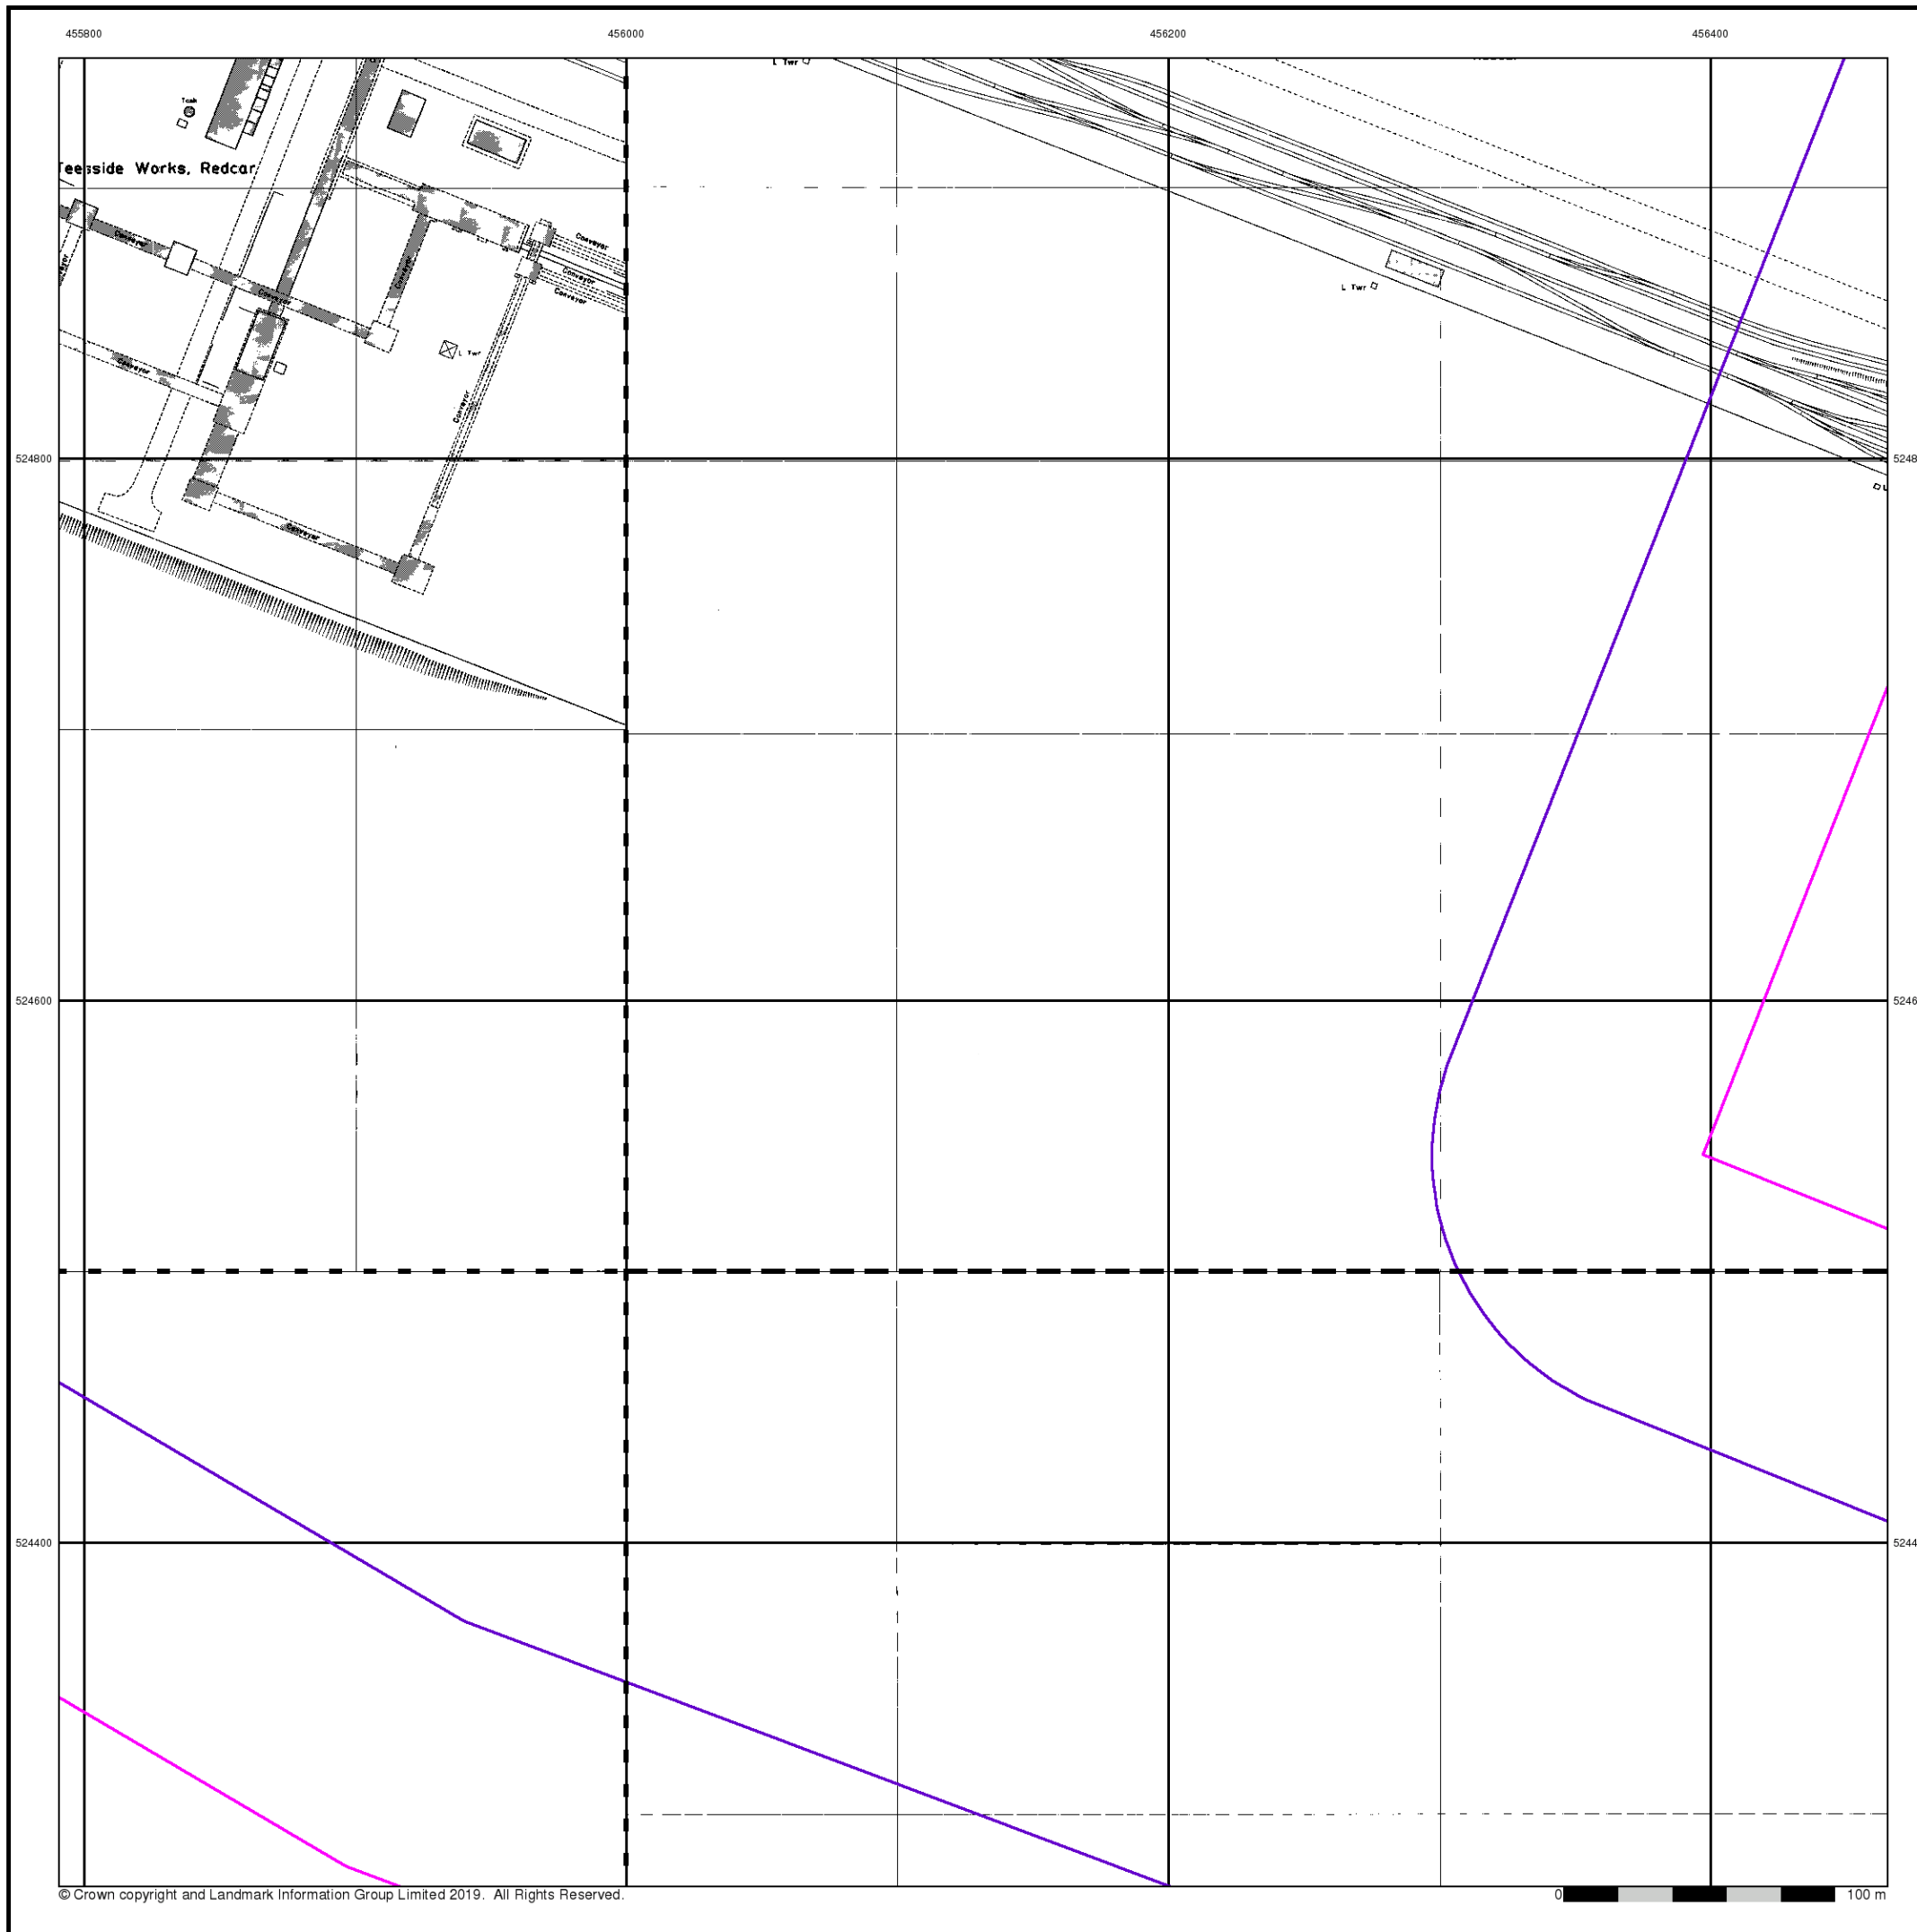 455800 456000 456200 456400
L Twr
Tank
Teesside Works, Redcar
Conveyor
Conveyor
Conveyor
Conveyor
Conveyor
Conveyor
L Twr
Conveyor
L Twr
Conveyor
524800
5248
Conveyor
524600
5246
524400
5244
© Crown copyright and Landmark Information Group Limited 2019. All Rights Reserved.
0 100 m